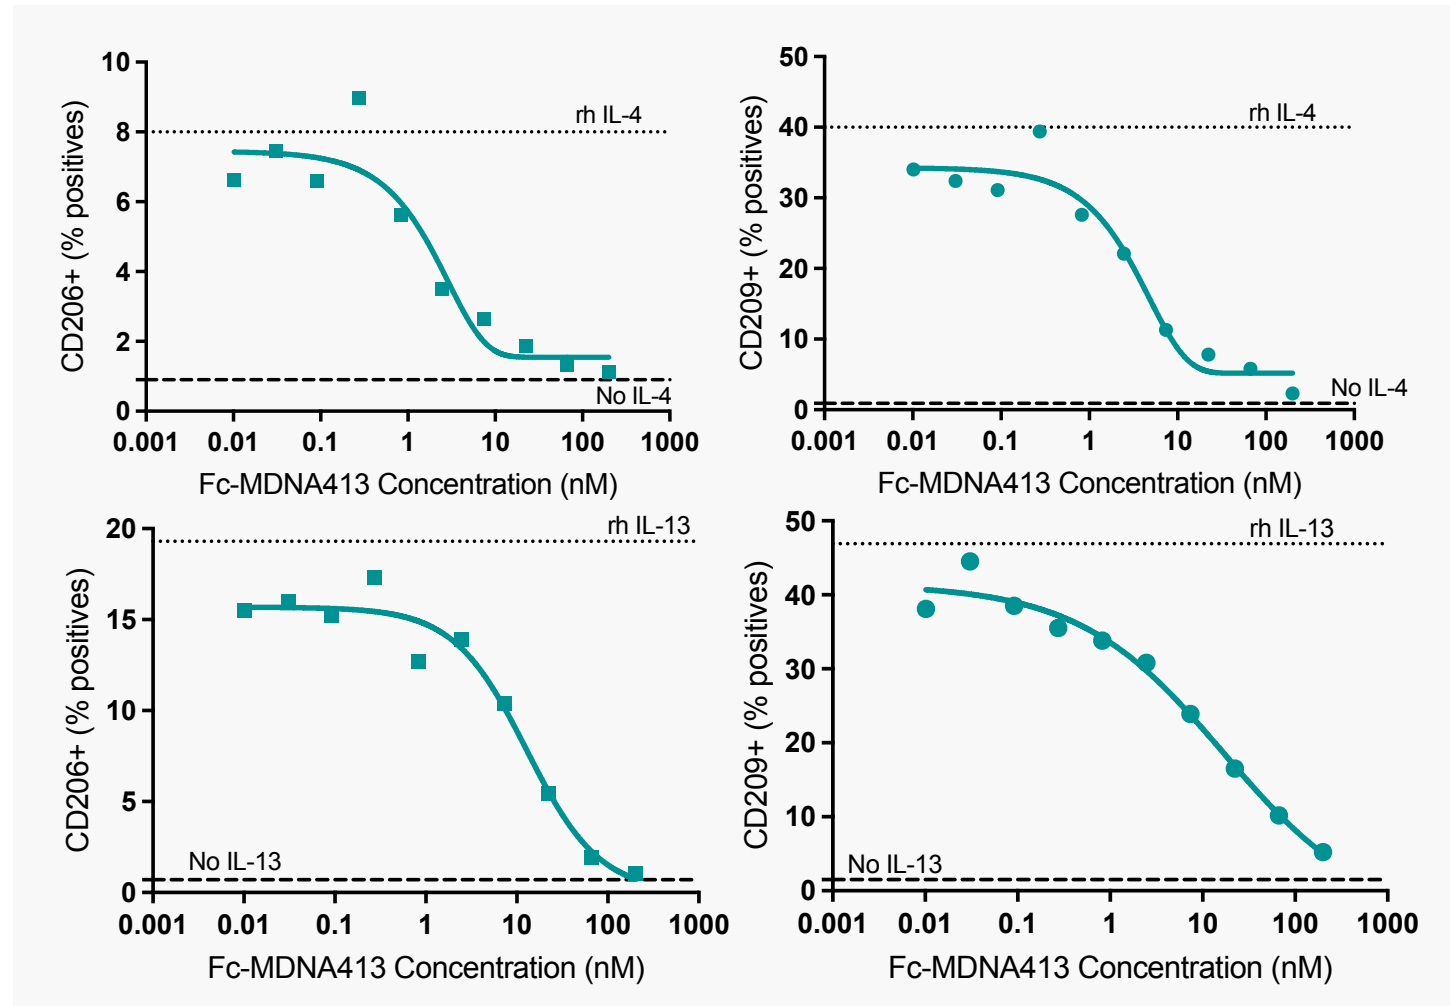 10
8
6
4
2
0
CD206+ (% positives)
rh IL-4
No IL-4
0.001 0.01 0.1 1 10 100 1000
Fc-MDNA413 Concentration (nM)
50
40
30
20
10
0
CD209+ (% positives)
rh IL-4
No IL-4
0.001 0.01 0.1 1 10 100 1000
Fc-MDNA413 Concentration (nM)
20
15
10
5
0
CD206+ (% positives)
rh IL-13
No IL-13
0.001 0.01 0.1 1 10 100 1000
Fc-MDNA413 Concentration (nM)
50
40
30
20
10
0
CD209+ (% positives)
rh IL-13
No IL-13
0.001 0.01 0.1 1 10 100 1000
Fc-MDNA413 Concentration (nM)